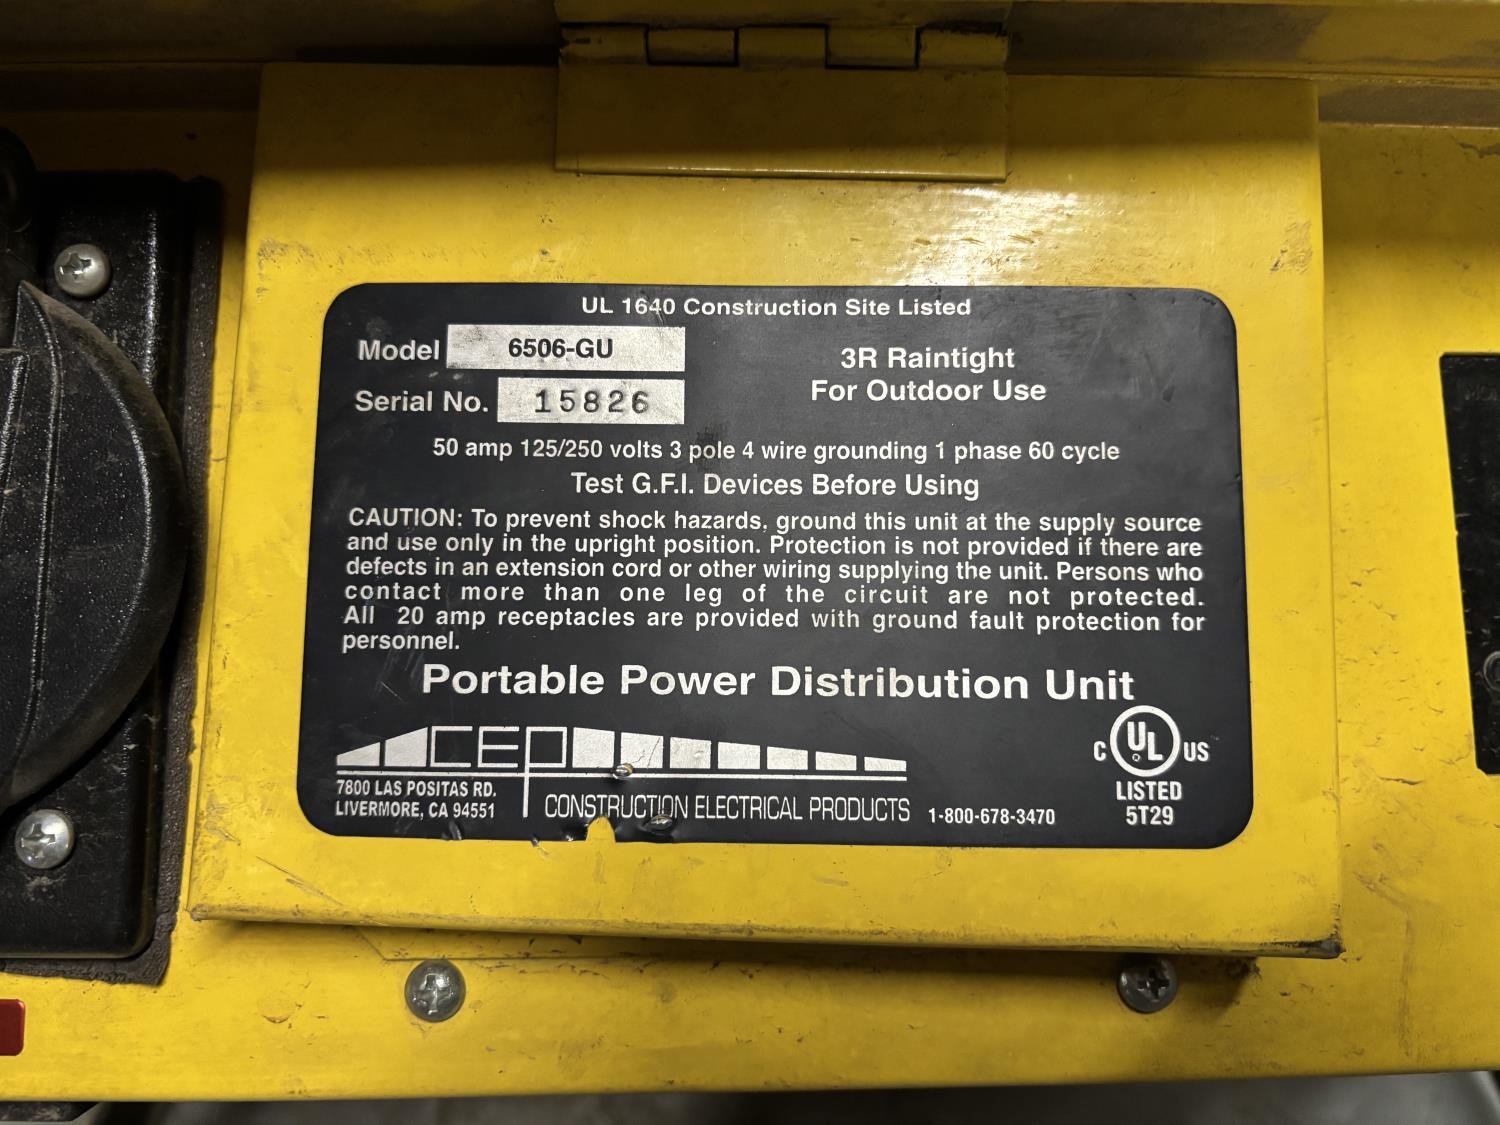 UL 1640 Construction Site Listed
Model 6506-GU
Serial No. 15826
3R Raintight
For Outdoor Use
50 amp 125/250 volts 3 pole 4 wire grounding 1 phase 60 cycle
Test G.F.I. Devices Before Using
CAUTION: To prevent shock hazards, ground this unit at the supply source
and use only in the upright position. Protection is not provided if there are
defects in an extension cord or other wiring supplying the unit. Persons who
contact more than one leg of the circuit are not protected.
All 20 amp receptacles are provided with ground fault protection for
personnel.
Portable Power Distribution Unit
CEP
7800 LAS POSITAS RD.
LIVERMORE, CA 94551
CONSTRUCTION ELECTRICAL PRODUCTS
1-800-678-3470
C UL US
LISTED
5T29